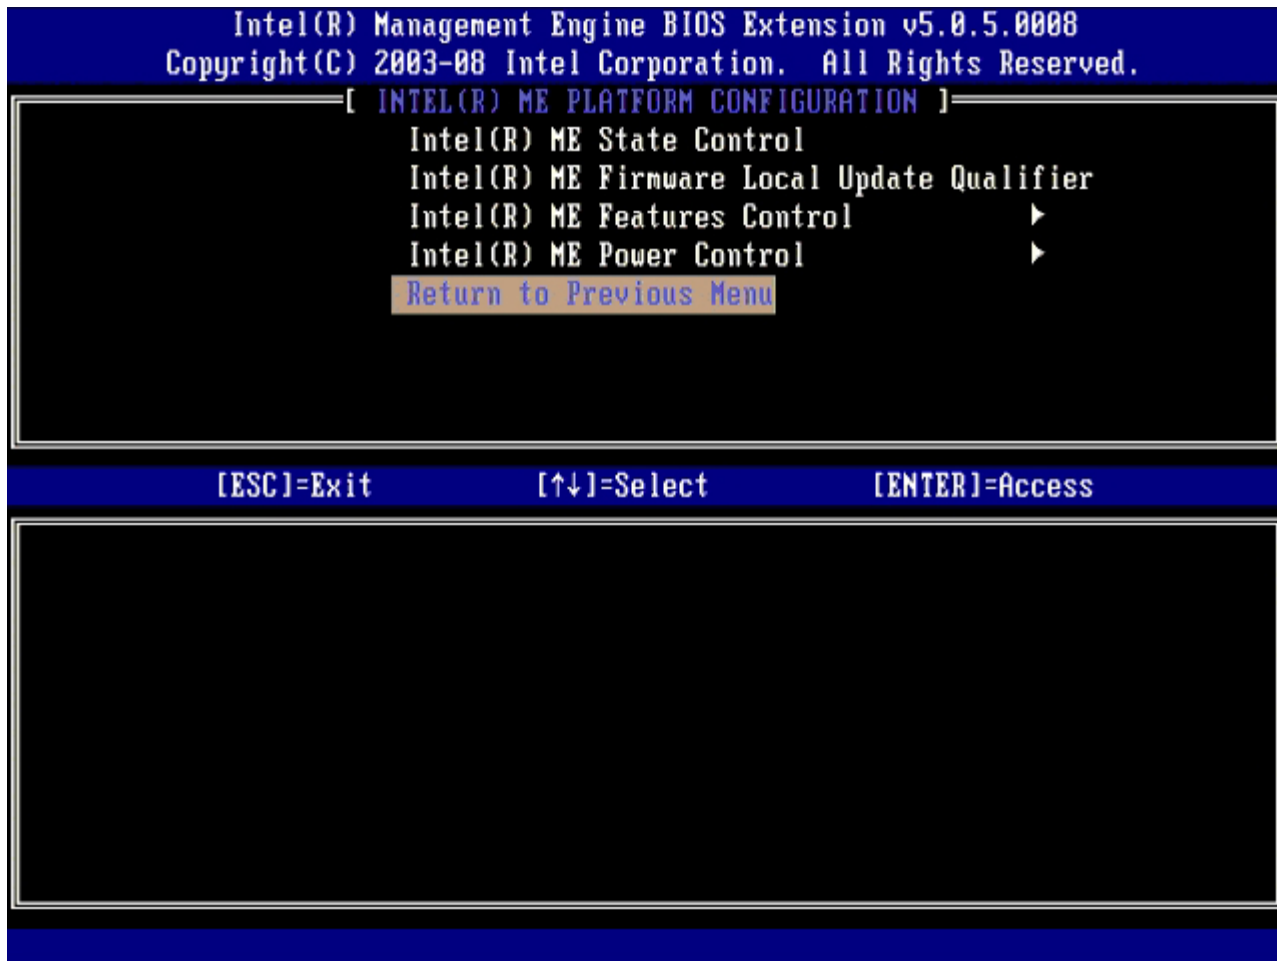 Intel(R) Management Engine BIOS Extension v5.0.5.0008
Copyright(C) 2003-08 Intel Corporation. All Rights Reserved.
[ INTEL(R) ME PLATFORM CONFIGURATION ]
Intel(R) ME State Control
Intel(R) ME Firmware Local Update Qualifier
Intel(R) ME Features Control ►
Intel(R) ME Power Control ►
Return to Previous Menu
[ESC]=Exit [↑↓]=Select [ENTER]=Access